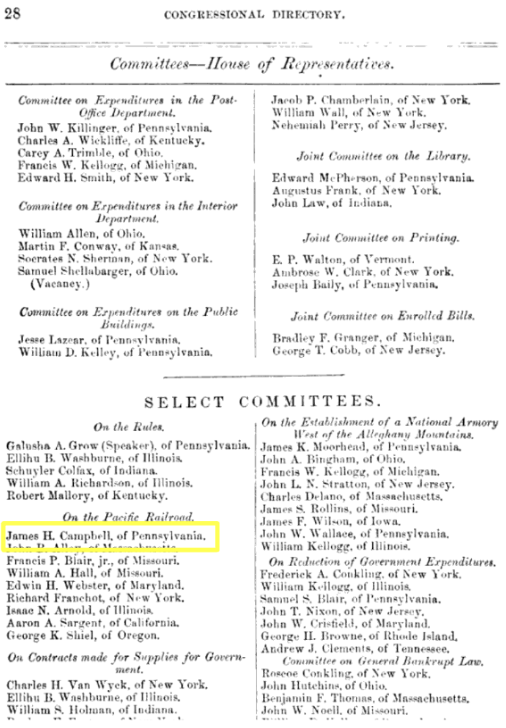 28
CONGRESSIONAL DIRECTORY.
Committees—House of Representatives.
Committee on Expenditures in the Post-
Office Department.
John W. Killinger, of Pennsylvania.
Charles A. Wickliffe, of Kentucky.
Carey A. Trimble, of Ohio.
Francis W. Kellogg, of Michigan.
Edward H. Smith, of New York.
Committee on Expenditures in the Interior
Department.
William Allen, of Ohio.
Martin F. Conway, of Kansas.
Socrates N. Sherman, of New York.
Samuel Shellabarger, of Ohio.
(Vacancy.)
Committee on Expenditures on the Public
Buildings.
Jesse Lazear, of Pennsylvania.
William D. Kelley, of Pennsylvania.
Jacob P. Chamberlain, of New York.
William Wall, of New York.
Nehemiah Perry, of New Jersey.
Joint Committee on the Library.
Edward McPherson, of Pennsylvania.
Augustus Frank, of New York.
John Law, of Indiana.
Joint Committee on Printing.
E. P. Walton, of Vermont.
Ambrose W. Clark, of New York.
Joseph Baily, of Pennsylvania.
Joint Committee on Enrolled Bills.
Bradley F. Granger, of Michigan.
George T. Cobb, of New Jersey.
SELECT COMMITTEES.
On the Rules.
Galusha A. Grow (Speaker), of Pennsylvania.
Ellihu B. Washburne, of Illinois.
Schuyler Colfax, of Indiana.
William A. Richardson, of Illinois.
Robert Mallory, of Kentucky.
On the Pacific Railroad.
James H. Campbell, of Pennsylvania.
Francis P. Blair, jr., of Missouri.
William A. Hall, of Missouri.
Edwin H. Webster, of Maryland.
Richard Franchot, of New York.
Isaac N. Arnold, of Illinois.
Aaron A. Sargent, of California.
George K. Shiel, of Oregon.
On Contracts made for Supplies for Govern-
ment.
Charles H. Van Wyck, of New York.
Ellihu B. Washburne, of Illinois.
William S. Holman, of Indiana.
On the Establishment of a National Armory
West of the Alleghany Mountains.
James K. Moorhead, of Pennsylvania.
John A. Bingham, of Ohio.
Francis W. Kellogg, of Michigan.
John L. N. Stratton, of New Jersey.
Charles Delano, of Massachusetts.
James S. Rollins, of Missouri.
James F. Wilson, of Iowa.
John W. Wallace, of Pennsylvania.
William Kellogg, of Illinois.
On Reduction of Government Expenditures.
Frederick A. Conkling, of New York.
William Kellogg, of Illinois.
Samuel S. Blair, of Pennsylvania.
John T. Nixon, of New Jersey.
John W. Crisfield, of Maryland.
George H. Browne, of Rhode Island.
Andrew J. Clements, of Tennessee.
Committee on General Bankrupt Law.
Roscoe Conkling, of New York.
John Hutchins, of Ohio.
Benjamin F. Thomas, of Massachusetts.
John W. Noell, of Missouri.